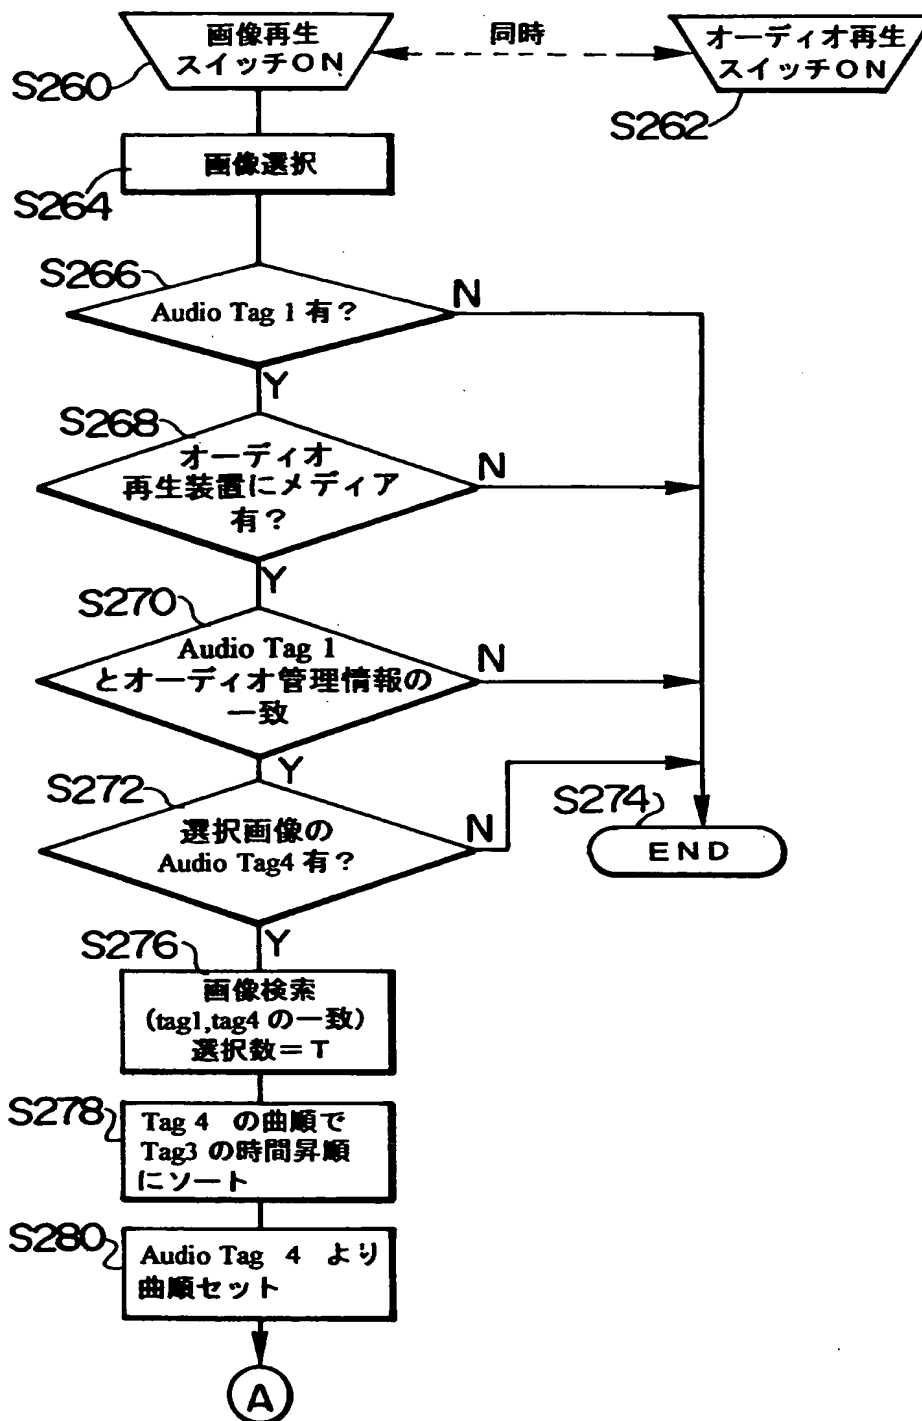 画像再生
スイッチON
同時
オーディオ再生
スイッチON
S260
S262
画像選択
S264
S266
Audio Tag 1 有?
N
Y
S268
オーディオ
再生装置にメディア
有?
N
Y
S270
Audio Tag 1
とオーディオ管理情報の
一致
N
Y
S272
選択画像の
Audio Tag4 有?
N
S274
END
Y
S276
画像検索
(tag1,tag4 の一致)
選択数=T
S278
Tag 4 の曲順で
Tag3 の時間昇順
にソート
S280
Audio Tag 4 より
曲順セット
A